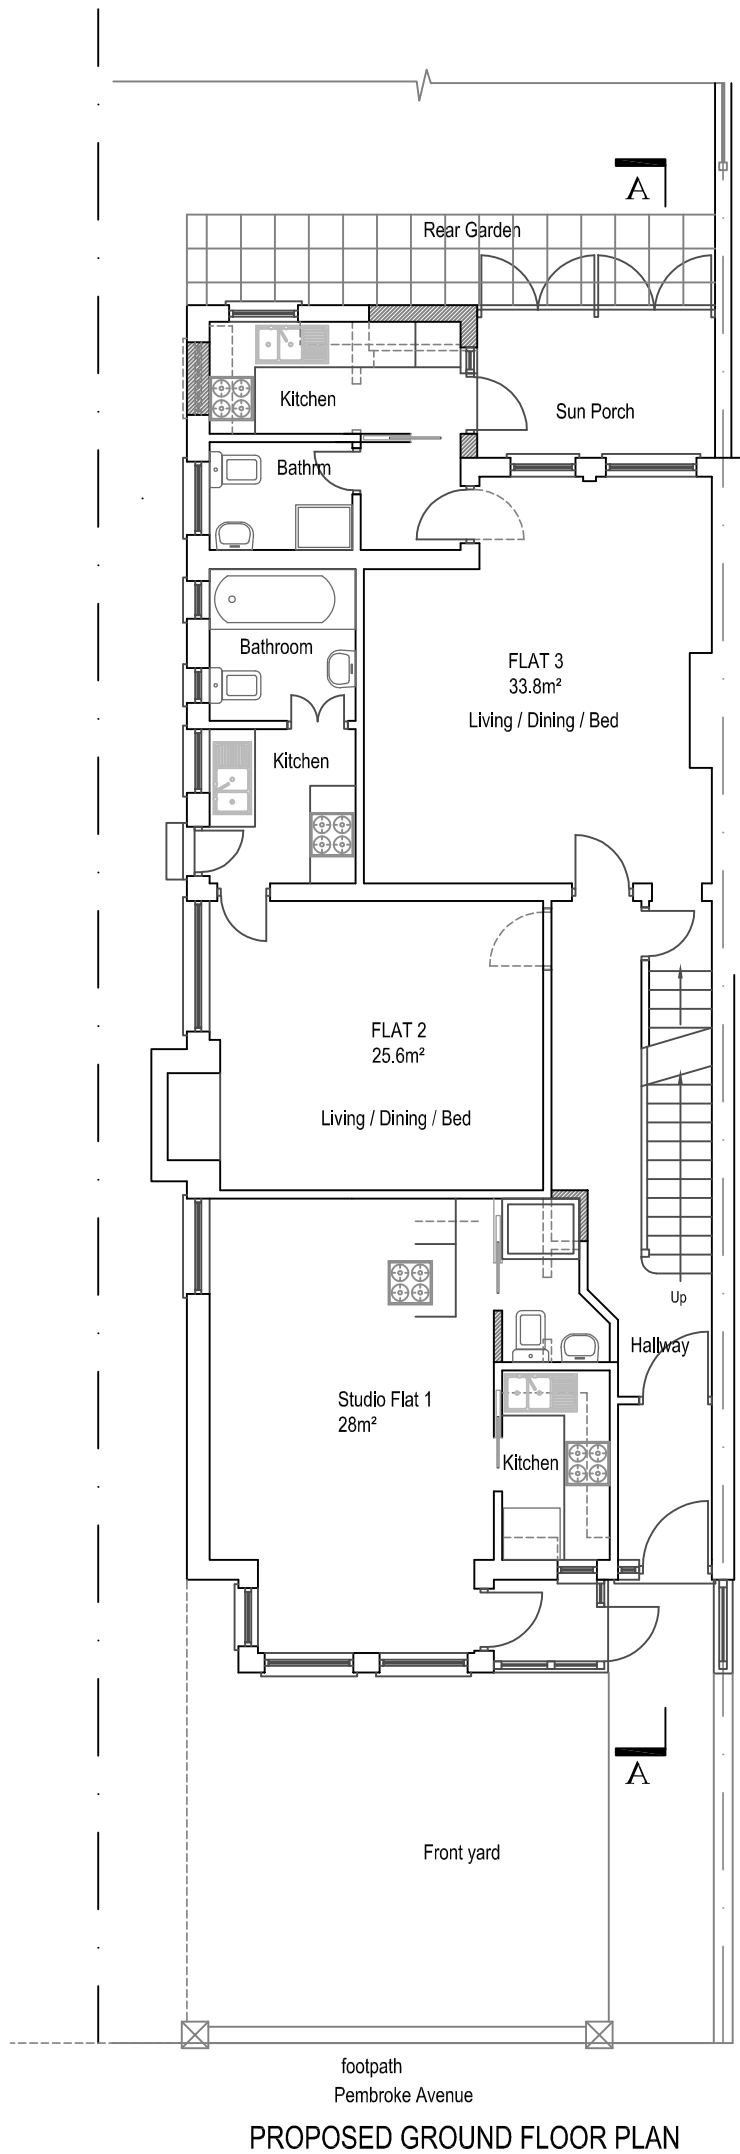 A
Rear Garden
Kitchen
Sun Porch
Bathrm
Bathroom
FLAT 3
33.8m²
Living / Dining / Bed
Kitchen
FLAT 2
25.6m²
Living / Dining / Bed
Up
Hallway
Studio Flat 1
28m²
Kitchen
A
Front yard
footpath
Pembroke Avenue
PROPOSED GROUND FLOOR PLAN